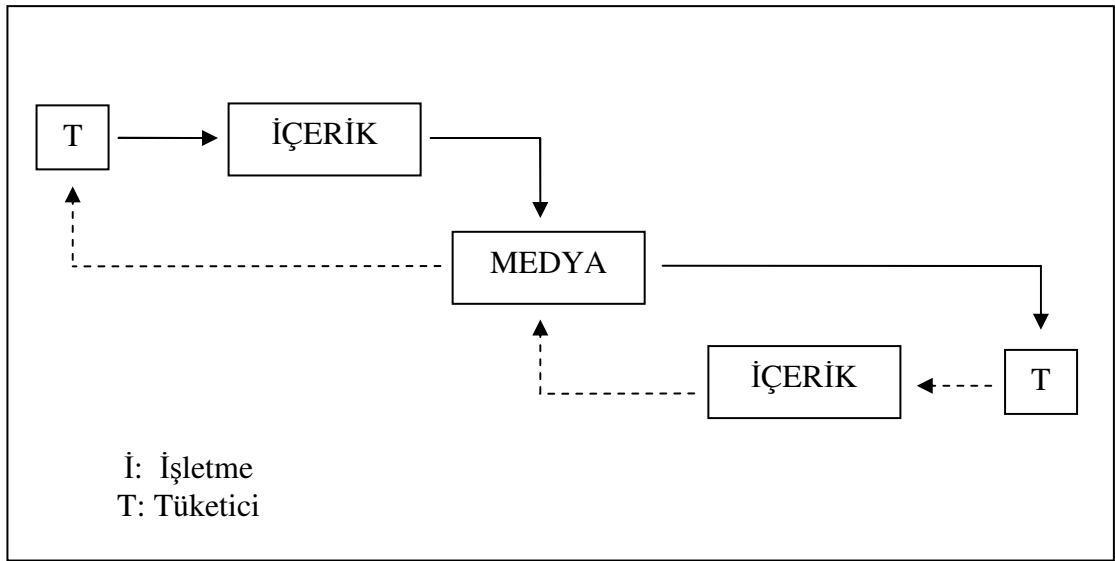 T
İÇERİK
MEDYA
İÇERİK
T
İ: İşletme
T: Tüketici